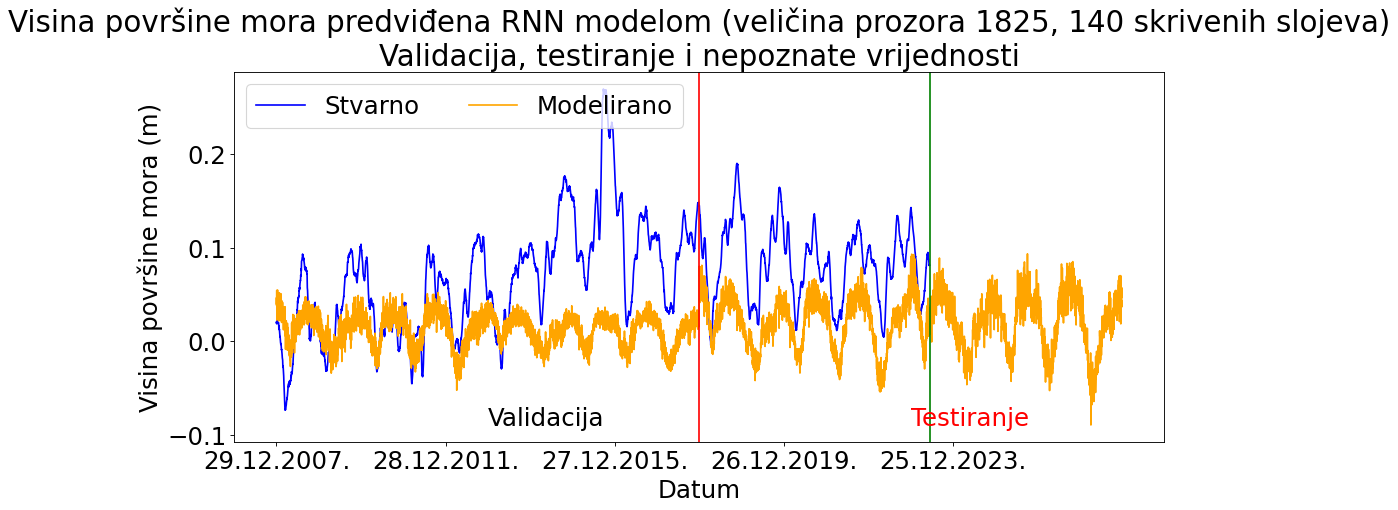 Visina površine mora predviđena RNN modelom (veličina prozora 1825, 140 skrivenih slojeva)
Validacija, testiranje i nepoznate vrijednosti
Stvarno
Modelirano
Visina površine mora (m)
0.2
0.1
0.0
−0.1
Validacija
Testiranje
29.12.2007.
28.12.2011.
27.12.2015.
26.12.2019.
25.12.2023.
Datum